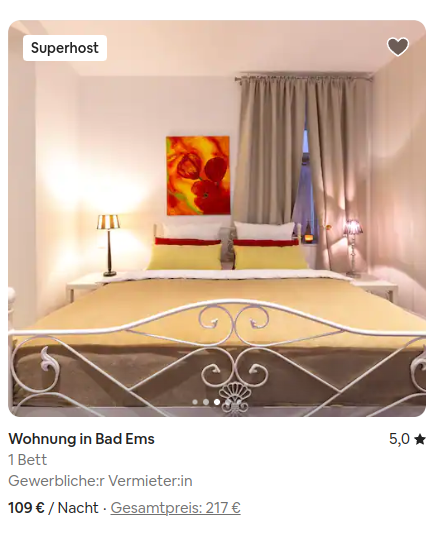 Superhost
Wohnung in Bad Ems 5,0 ★
1 Bett
Gewerbliche:r Vermieter:in
109 € / Nacht · Gesamtpreis: 217 €